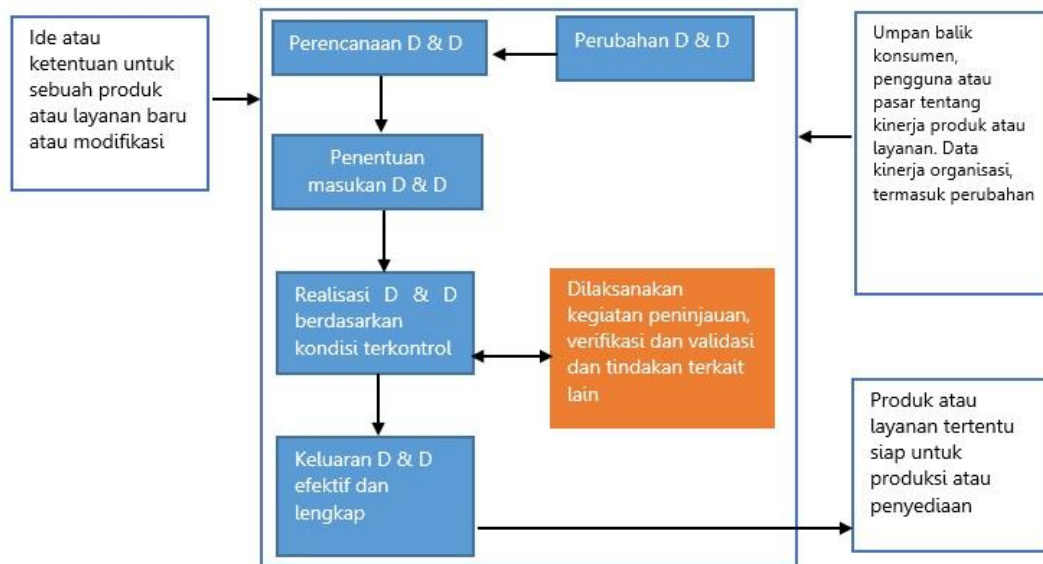 Ide atau
ketentuan untuk
sebuah produk
atau layanan baru
atau modifikasi
Perencanaan D & D
Perubahan D & D
Umpan balik
konsumen,
pengguna atau
pasar tentang
kinerja produk atau
layanan. Data
kinerja organisasi,
termasuk perubahan
Penentuan
masukan D & D
Realisasi D & D
berdasarkan
kondisi terkontrol
Dilaksanakan
kegiatan peninjauan,
verifikasi dan validasi
dan tindakan terkait
lain
Keluaran D & D
efektif dan
lengkap
Produk atau
layanan tertentu
siap untuk
produksi atau
penyediaan